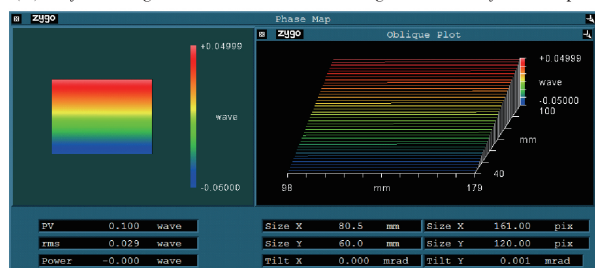 zygo Phase Map
zygo Oblique Plot
+0.04999
wave
-0.06000
+0.04999
wave
-0.05000
100
mm
40
98 mm 179
PV 0.100 wave
rms 0.029 wave
Power -0.000 wave
Size X 80.5 mm
Size Y 60.0 mm
Tilt X 0.000 mrad
Size X 161.00 pix
Size Y 120.00 pix
Tilt Y 0.001 mrad